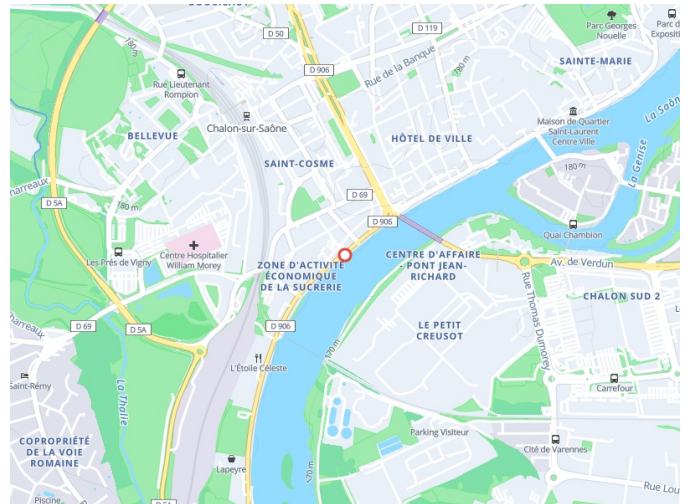 D 50
D 119
Parc Georges
Nouelle
D 906
180 m
Rue de la Banque
Rue Lieutenant
Rompion
SAINTE-MARIE
180 m
Maison de Quartier
Saint-Laurent
Centre Ville
La Saône
Chalon-sur-Saône
BELLEVUE
HÔTEL DE VILLE
SAINT-COSME
180 m
La Genise
D 69
D 5A
180 m
D 906
Quai Chambion
Centre Hospitalier
William Morey
Les Prés de Vigny
ZONE D'ACTIVITÉ
ÉCONOMIQUE
DE LA SUCRERIE
CENTRE D'AFFAIRE
- PONT JEAN-
RICHARD
Av. de Verdun
Rue Thomas Dumorey
CHALON SUD 2
D 69
D 5A
D 906
LE PETIT
CREUSOT
170 m
L'Étoile Céleste
Saint-Rémy
La Thalie
Carrefour
COPROPRIÉTÉ
DE LA VOIE
ROMAINE
Parking Visiteur
Cité de Varennes
Lapeyre
170 m
D 5A
Piscine